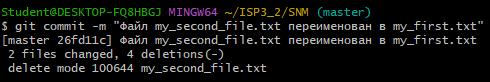 Student@DESKTOP-FQ8HBGJ MINGW64 ~/ISP3_2/SNM (master)
$ git commit -m "Файл my_second_file.txt переименован в my_first.txt"
[master 26fd11c] Файл my_second_file.txt переименован в my_first.txt
 2 files changed, 4 deletions(-)
 delete mode 100644 my_second_file.txt